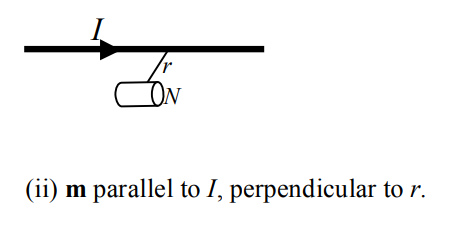 I
r
N
(ii) m parallel to I, perpendicular to r.